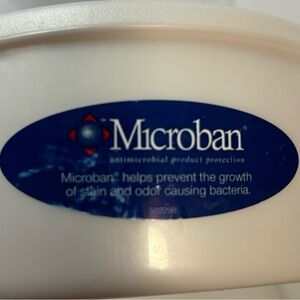 Microban®
antimicrobial product protection
Microban® helps prevent the growth
of stain and odor causing bacteria.